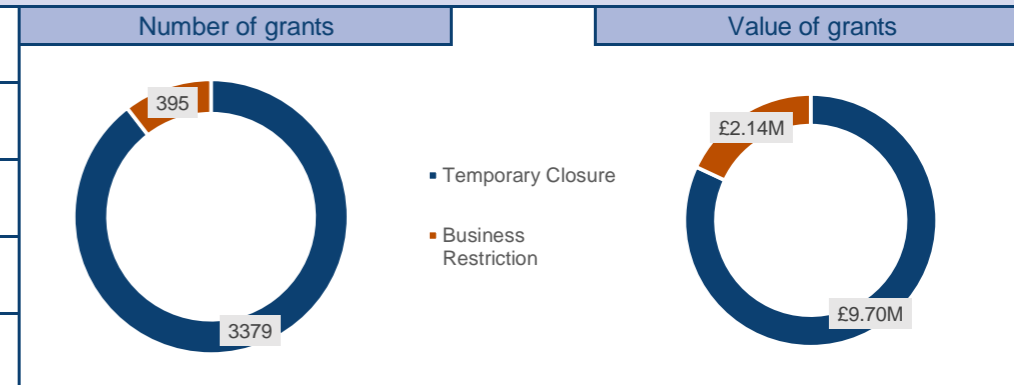 Number of grants
Value of grants
395
3379
Temporary Closure
Business
Restriction
£2.14M
£9.70M